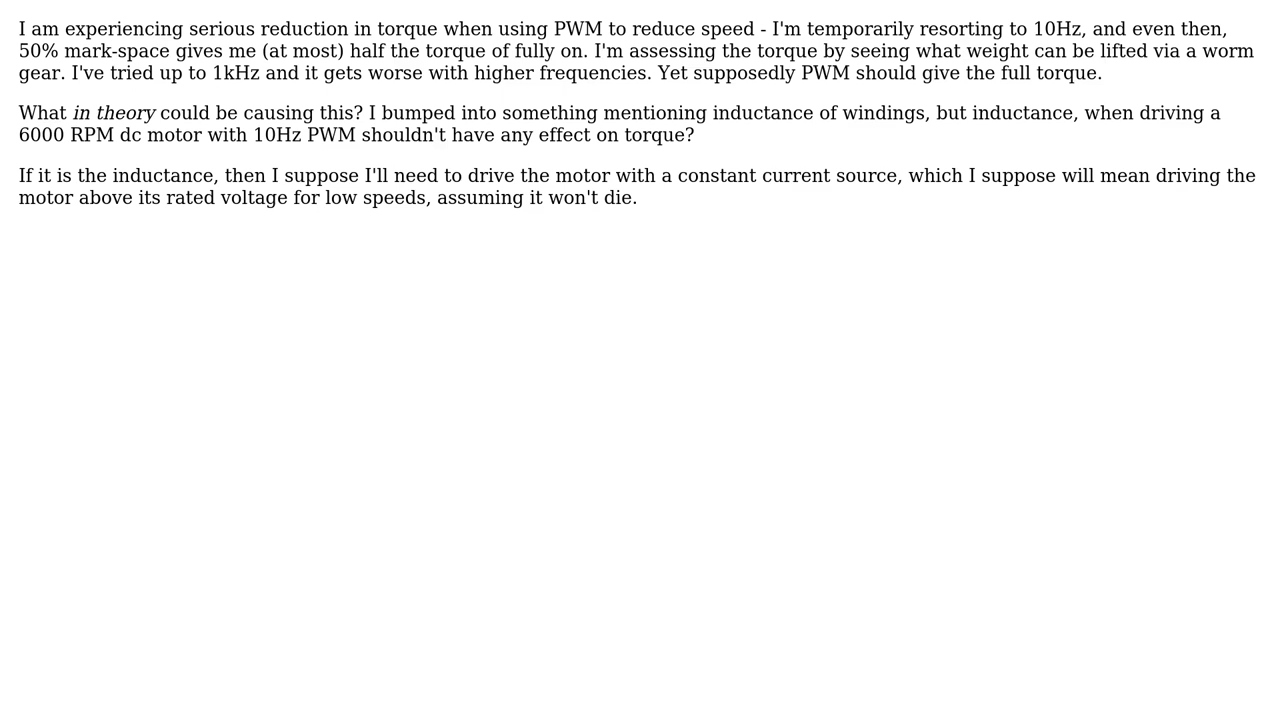 I am experiencing serious reduction in torque when using PWM to reduce speed - I'm temporarily resorting to 10Hz, and even then,
50% mark-space gives me (at most) half the torque of fully on. I'm assessing the torque by seeing what weight can be lifted via a worm
gear. I've tried up to 1kHz and it gets worse with higher frequencies. Yet supposedly PWM should give the full torque.
What in theory could be causing this? I bumped into something mentioning inductance of windings, but inductance, when driving a
6000 RPM dc motor with 10Hz PWM shouldn't have any effect on torque?
If it is the inductance, then I suppose I'll need to drive the motor with a constant current source, which I suppose will mean driving the
motor above its rated voltage for low speeds, assuming it won't die.